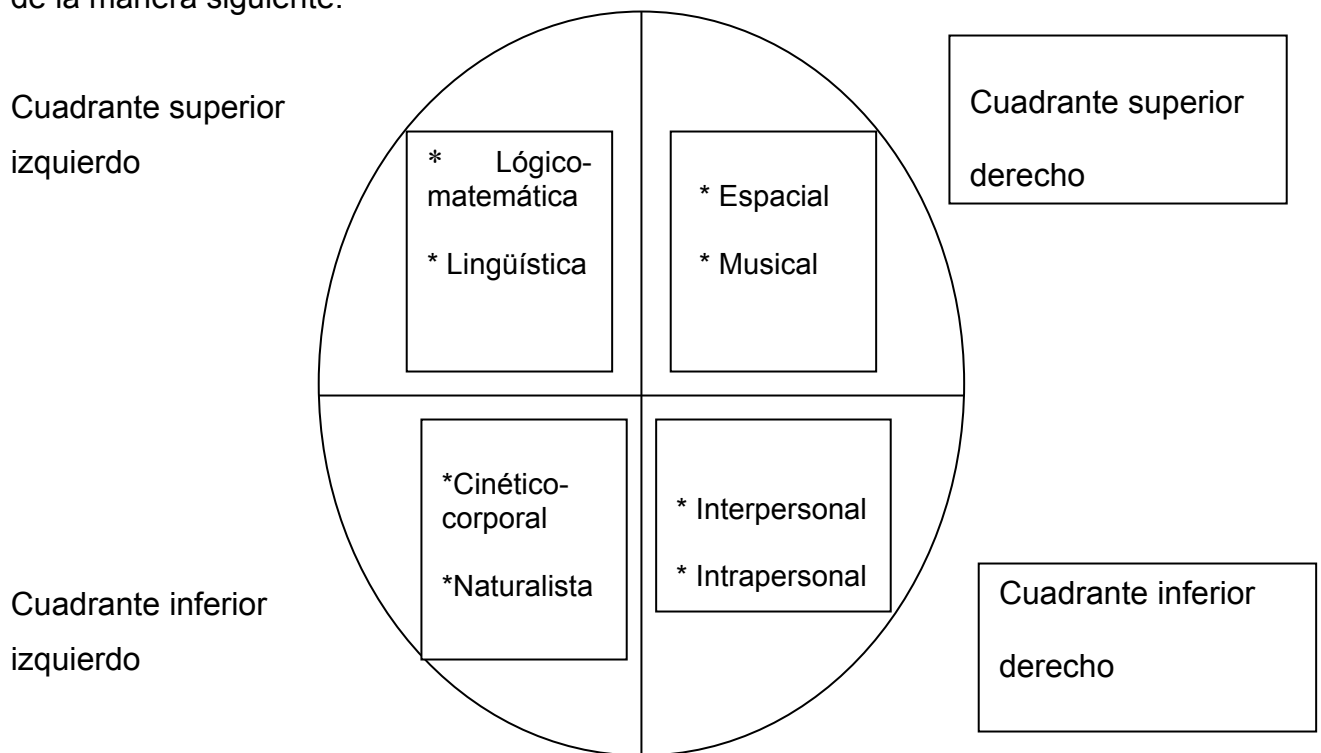 de la manera siguiente:
Cuadrante superior
izquierdo
* Lógico-
matemática
* Lingüística
* Espacial
* Musical
Cuadrante superior
derecho
Cuadrante inferior
izquierdo
*Cinético-
corporal
*Naturalista
* Interpersonal
* Intrapersonal
Cuadrante inferior
derecho